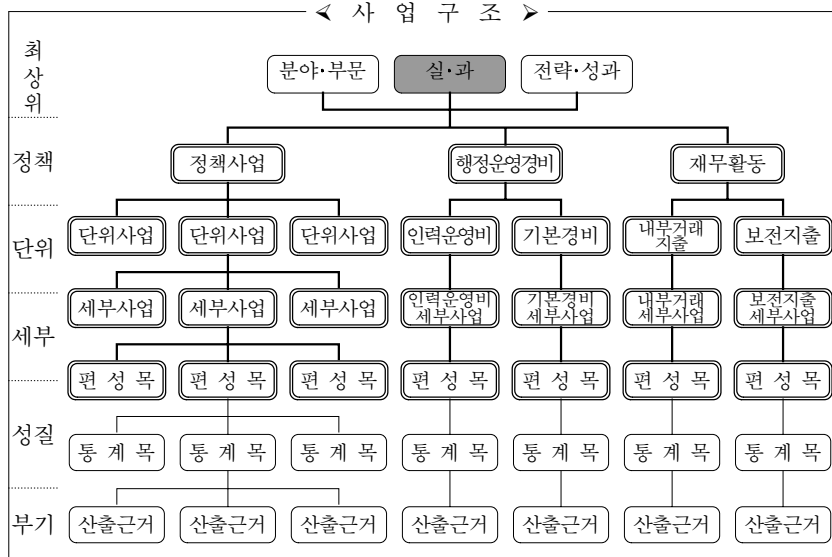 < 사 업 구 조 >
최상위
분야·부문 실·과 전략·성과
정책
정책사업 행정운영경비 재무활동
단위
단위사업 단위사업 단위사업 인력운영비 기본경비 내부거래지출 보전지출
세부
세부사업 세부사업 세부사업 인력운영비세부사업 기본경비세부사업 내부거래세부사업 보전지출세부사업
편 성 목 편 성 목 편 성 목 편 성 목 편 성 목 편 성 목 편 성 목
성질
통 계 목 통 계 목 통 계 목 통 계 목 통 계 목 통 계 목 통 계 목
부기
산출근거 산출근거 산출근거 산출근거 산출근거 산출근거 산출근거